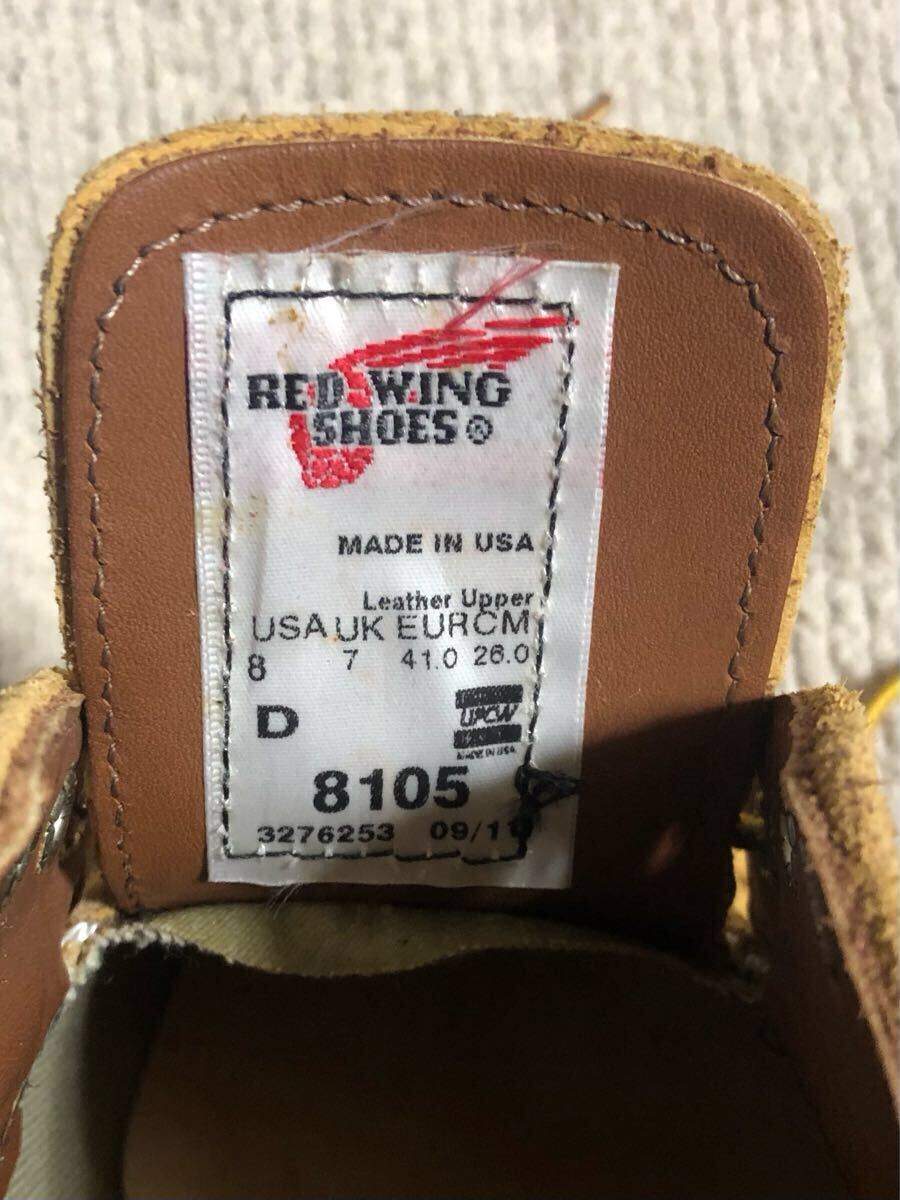 RED WING
SHOES ®
MADE IN USA
Leather Upper
USA UK EUR CM
8 7 41.0 26.0
D
UFCW
MADE IN USA
8105
3276253 09/11